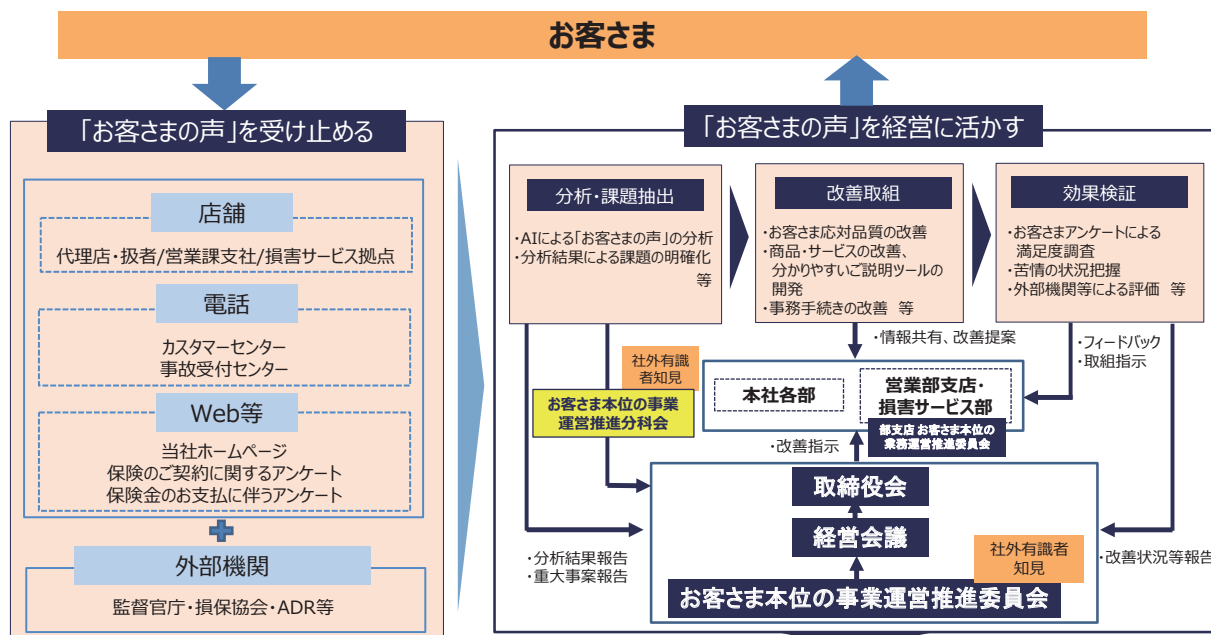 お客さま
「お客さまの声」を受け止める
店舗
代理店・扱者/営業課支社/損害サービス拠点
電話
カスタマーセンター
事故受付センター
Web等
当社ホームページ
保険のご契約に関するアンケート
保険金のお支払に伴うアンケート
外部機関
監督官庁・損保協会・ADR等
「お客さまの声」を経営に活かす
分析・課題抽出
・AIによる「お客さまの声」の分析
・分析結果による課題の明確化
等
改善取組
・お客さま応対品質の改善
・商品・サービスの改善、
分かりやすいご説明ツールの
開発
・事務手続きの改善 等
効果検証
・お客さまアンケートによる
満足度調査
・苦情の状況把握
・外部機関等による評価 等
・情報共有、改善提案
・フィードバック
・取組指示
社外有識
者知見
お客さま本位の事業
運営推進分科会
本社各部
営業部支店・
損害サービス部
部支店 お客さま本位の
業務運営推進委員会
・改善指示
取締役会
経営会議
社外有識者
知見
お客さま本位の事業運営推進委員会
・分析結果報告
・重大事案報告
・改善状況等報告